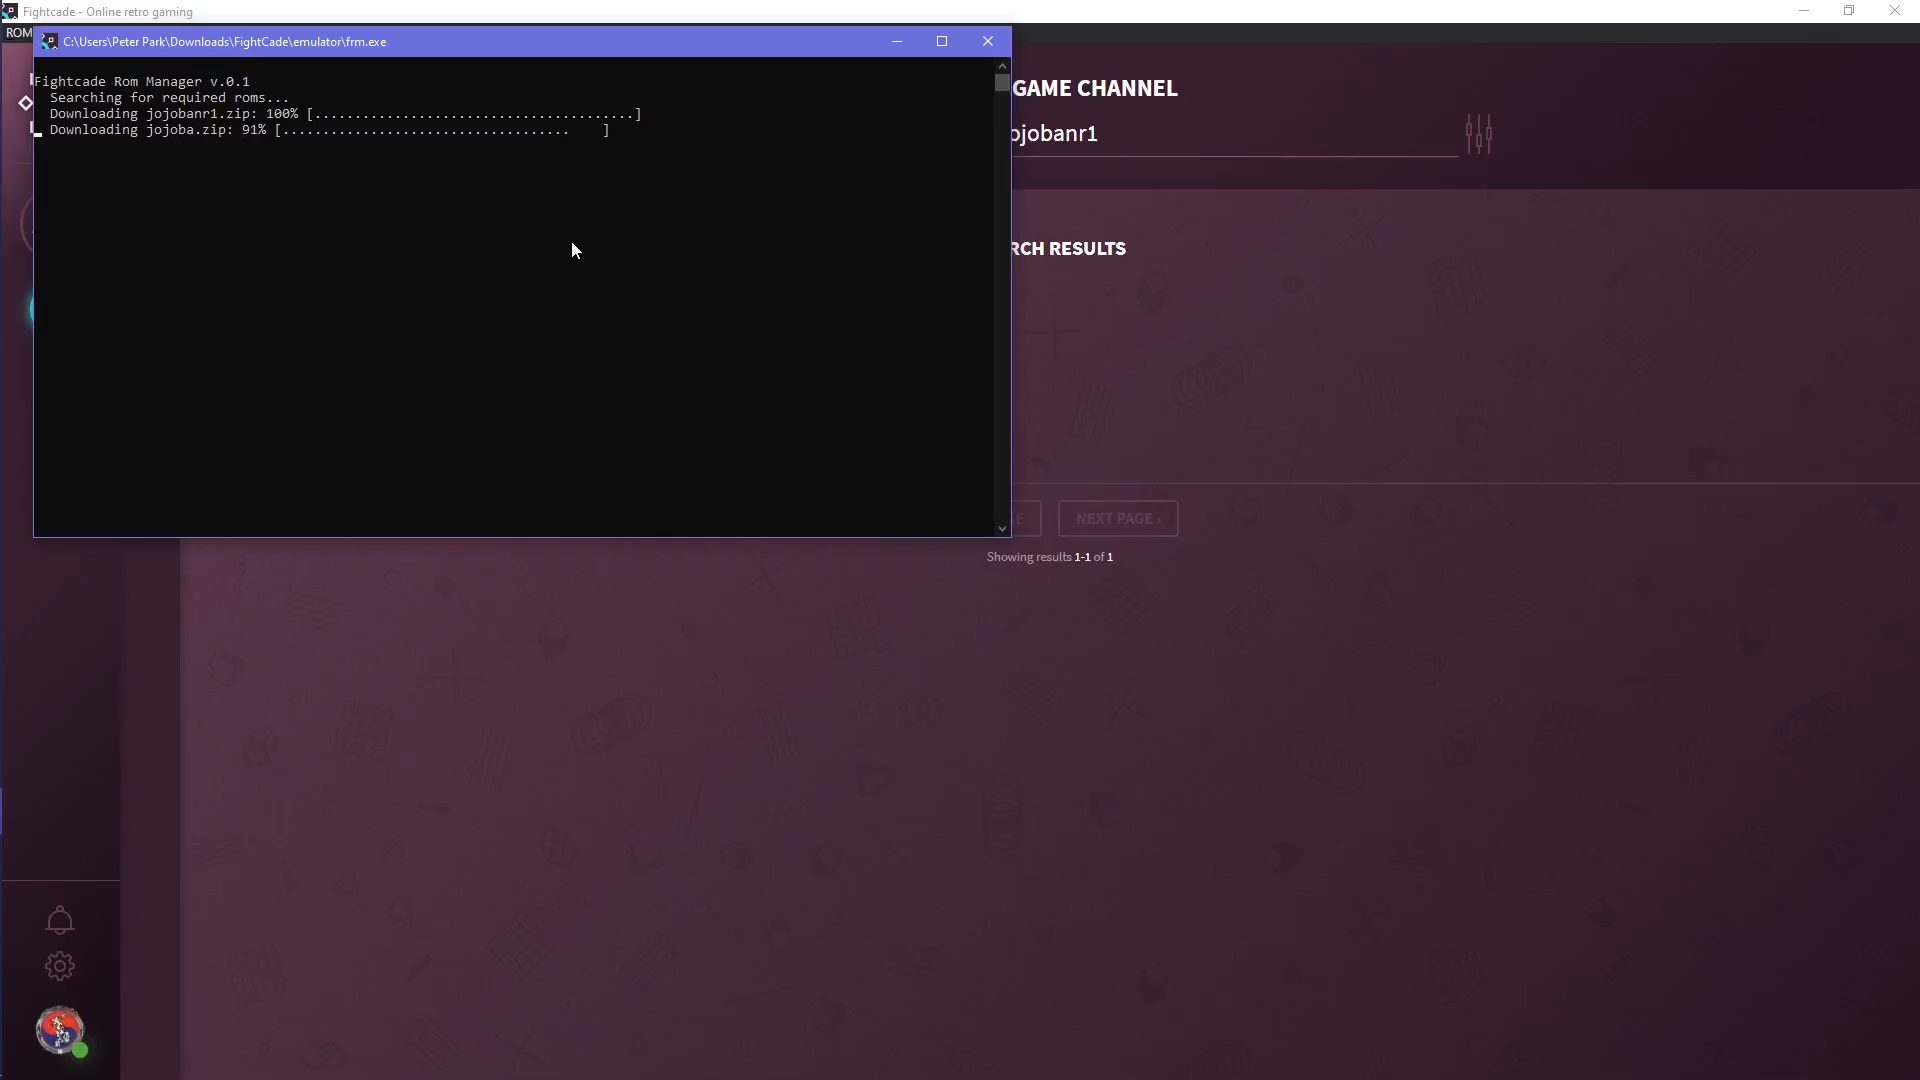 Fightcade - Online retro gaming
ROM
C:\Users\Peter Park\Downloads\FightCade\emulator\frm.exe
Fightcade Rom Manager v.0.1
Searching for required roms...
Downloading jojobanr1.zip: 100% [........................................]
Downloading jojoba.zip: 91% [.................................... ]
GAME CHANNEL
ojobanr1
RCH RESULTS
E
NEXT PAGE ›
Showing results 1-1 of 1